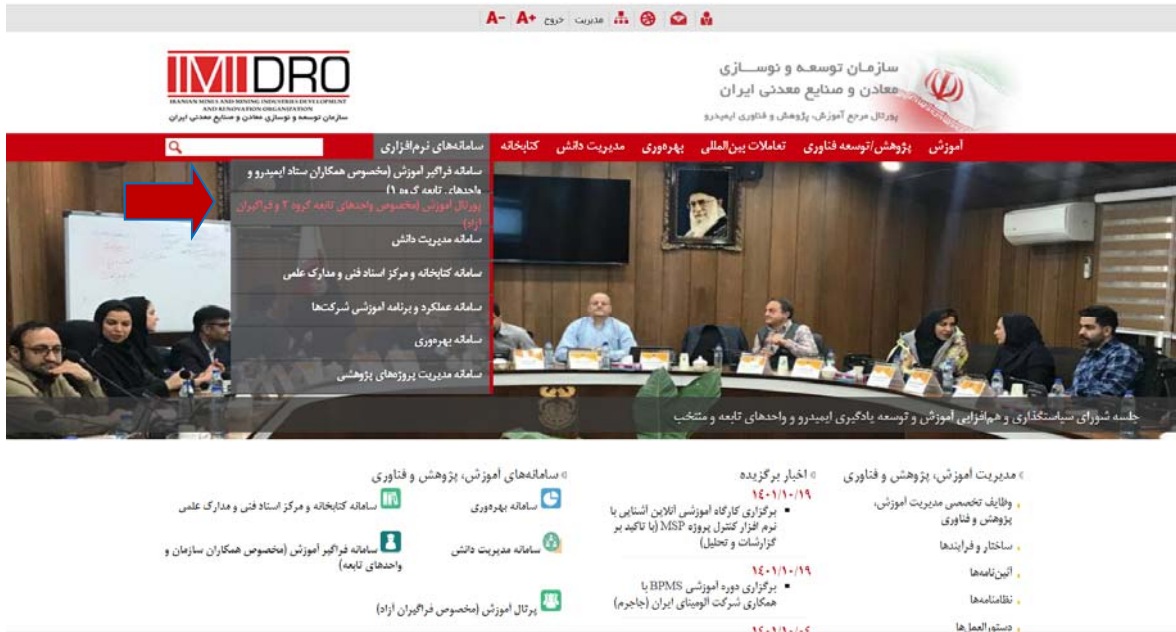 مدیریت خروج A+ A-
سازمـان توسعـه و نوســـازی
معادن و صنایع معدنی ایران
پورتال مرجع آموزش، پژوهش و فناوری ایمیدرو
IMIDRO
IRANIAN MINES AND MINING INDUSTRIES DEVELOPMENT
AND RENOVATION ORGANIZATION
سازمان توسعه و نوسازی معادن و صنایع معدنی ایران
آموزش پژوهش/توسعه فناوری تعاملات بین‌المللی بهره‌وری مدیریت دانش کتابخانه سامانه‌های نرم‌افزاری
سامانه فراگیر آموزش (مخصوص همکاران ستاد ایمیدرو و
واحدهای تابعه گروه ۱)
پورتال آموزش (مخصوص واحدهای تابعه گروه ۲ و فراگیران
آزاد)
سامانه مدیریت دانش
سامانه کتابخانه و مرکز اسناد فنی و مدارک علمی
سامانه عملکرد و برنامه آموزشی شرکت‌ها
سامانه بهره‌وری
سامانه مدیریت پروژه‌های پژوهشی
جلسه شورای سیاستگذاری و هم‌افزایی آموزش و توسعه یادگیری ایمیدرو و واحدهای تابعه و منتخب
» مدیریت آموزش، پژوهش و فناوری
وظایف تخصصی مدیریت آموزش،
پژوهش و فناوری
ساختار و فرآیندها
آئین‌نامه‌ها
نظامنامه‌ها
دستورالعمل‌ها
» اخبار برگزیده
۱۴۰۱/۱۰/۱۹
برگزاری کارگاه آموزشی آنلاین آشنایی با
نرم افزار کنترل پروژه MSP (با تاکید بر
گزارشات و تحلیل)
۱۴۰۱/۱۰/۱۹
برگزاری دوره آموزشی BPMS با
همکاری شرکت آلومینای ایران (جاجرم)
» سامانه‌های آموزش، پژوهش و فناوری
سامانه بهره‌وری
سامانه کتابخانه و مرکز اسناد فنی و مدارک علمی
سامانه مدیریت دانش
سامانه فراگیر آموزش (مخصوص همکاران سازمان و
واحدهای تابعه)
پرتال آموزش (مخصوص فراگیران آزاد)